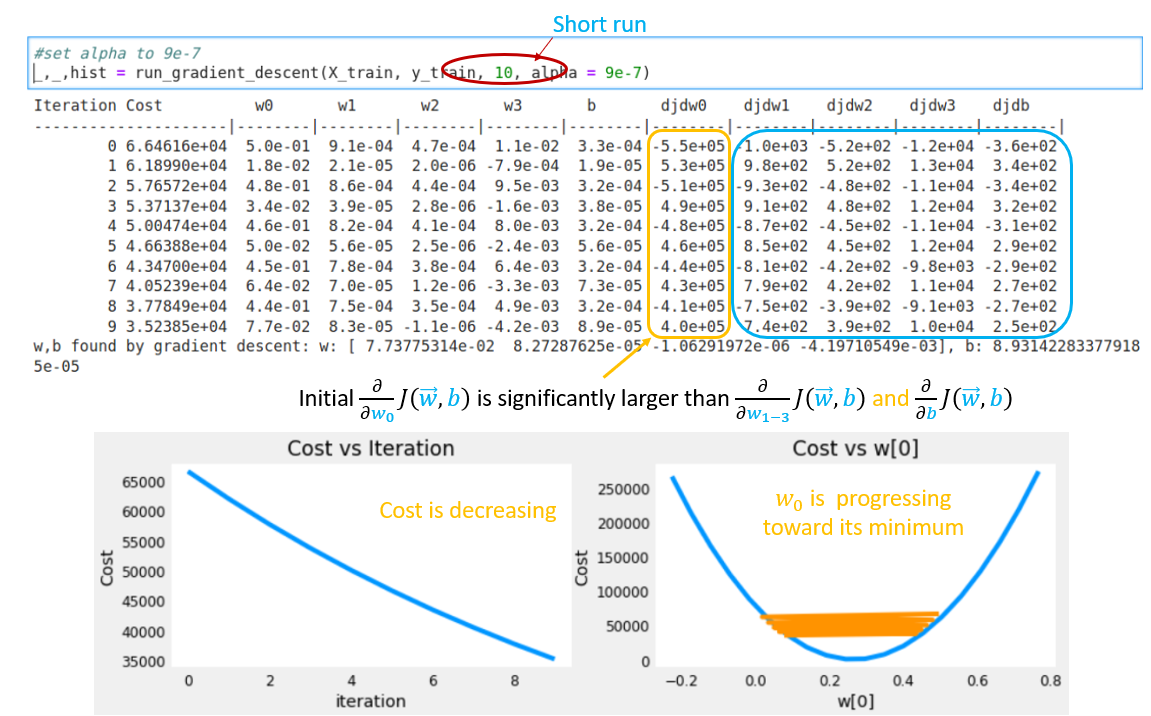 Short run
#set alpha to 9e-7
_,_,hist = run_gradient_descent(X_train, y_train, 10, alpha = 9e-7)
Iteration Cost w0 w1 w2 w3 b djdw0 djdw1 djdw2 djdw3 djdb
---------------------|--------|--------|--------|--------|--------|--------|--------|--------|--------|--------|
0 6.64616e+04 5.0e-01 9.1e-04 4.7e-04 1.1e-02 3.3e-04 -5.5e+05 -1.0e+03 -5.2e+02 -1.2e+04 -3.6e+02
1 6.18990e+04 1.8e-02 2.1e-05 2.0e-06 -7.9e-04 1.9e-05 5.3e+05 9.8e+02 5.2e+02 1.3e+04 3.4e+02
2 5.76572e+04 4.8e-01 8.6e-04 4.4e-04 9.5e-03 3.2e-04 -5.1e+05 -9.3e+02 -4.8e+02 -1.1e+04 -3.4e+02
3 5.37137e+04 3.4e-02 3.9e-05 2.8e-06 -1.6e-03 3.8e-05 4.9e+05 9.1e+02 4.8e+02 1.2e+04 3.2e+02
4 5.00474e+04 4.6e-01 8.2e-04 4.1e-04 8.0e-03 3.2e-04 -4.8e+05 -8.7e+02 -4.5e+02 -1.1e+04 -3.1e+02
5 4.66388e+04 5.0e-02 5.6e-05 2.5e-06 -2.4e-03 5.6e-05 4.6e+05 8.5e+02 4.5e+02 1.2e+04 2.9e+02
6 4.34700e+04 4.5e-01 7.8e-04 3.8e-04 6.4e-03 3.2e-04 -4.4e+05 -8.1e+02 -4.2e+02 -9.8e+03 -2.9e+02
7 4.05239e+04 6.4e-02 7.0e-05 1.2e-06 -3.3e-03 7.3e-05 4.3e+05 7.9e+02 4.2e+02 1.1e+04 2.7e+02
8 3.77849e+04 4.4e-01 7.5e-04 3.5e-04 4.9e-03 3.2e-04 -4.1e+05 -7.5e+02 -3.9e+02 -9.1e+03 -2.7e+02
9 3.52385e+04 7.7e-02 8.3e-05 -1.1e-06 -4.2e-03 8.9e-05 4.0e+05 7.4e+02 3.9e+02 1.0e+04 2.5e+02
w,b found by gradient descent: w: [ 7.73775314e-02 8.27287625e-05 -1.06291972e-06 -4.19710549e-03], b: 8.93142283377918
5e-05
Initial ∂/∂w₀ J(w⃗, b) is significantly larger than ∂/∂w₁₋₃ J(w⃗, b) and ∂/∂b J(w⃗, b)
Cost vs Iteration
65000
60000
55000
50000
45000
40000
35000
Cost
Cost is decreasing
0 2 4 6 8
iteration
Cost vs w[0]
250000
200000
150000
100000
50000
0
Cost
w₀ is progressing
toward its minimum
−0.2 0.0 0.2 0.4 0.6 0.8
w[0]